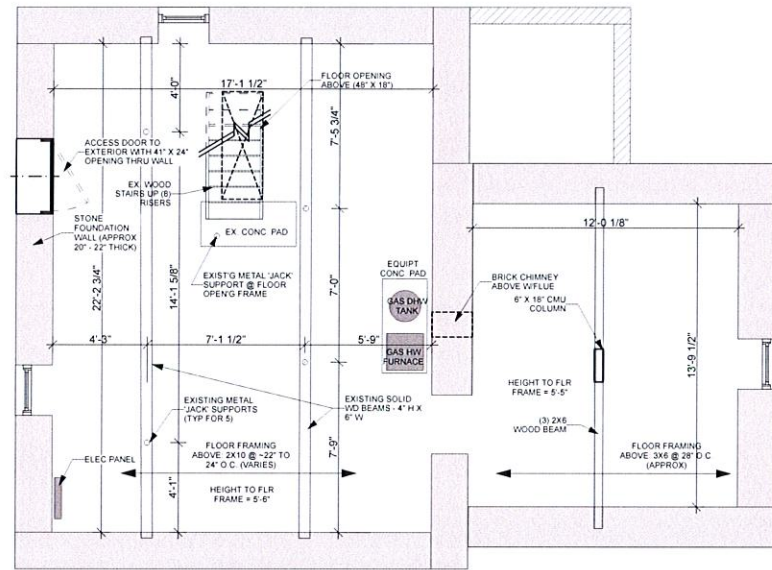 17'-1 1/2"
FLOOR OPENING
ABOVE (48" X 18")
4'-0"
7'-5 3/4"
ACCESS DOOR TO
EXTERIOR WITH 41" X 24"
OPENING THRU WALL
EX. WOOD
STAIRS UP (8)
RISERS
STONE
FOUNDATION
WALL (APPROX
20" - 22" THICK)
EX CONC PAD
12'-0 1/8"
22'-2 3/4"
14'-1 5/8"
7'-0"
EXIST'G METAL 'JACK'
SUPPORT @ FLOOR
OPEN'G FRAME
EQUIPT
CONC PAD
GAS DHW
TANK
GAS HW
FURNACE
BRICK CHIMNEY
ABOVE W/FLUE
6" X 18" CMU
COLUMN
4'-3"
7'-1 1/2"
5'-9"
13'-9 1/2"
HEIGHT TO FLR
FRAME = 5'-5"
(3) 2X6
WOOD BEAM
EXISTING METAL
'JACK' SUPPORTS
(TYP FOR 5)
EXISTING SOLID
WD BEAMS - 4" H X
6" W
7'-9"
ELEC PANEL
4'-1"
FLOOR FRAMING
ABOVE 2X10 @ ~22" TO
24" O.C. (VARIES)
HEIGHT TO FLR
FRAME = 5'-6"
FLOOR FRAMING
ABOVE 3X6 @ 28" O.C
(APPROX)